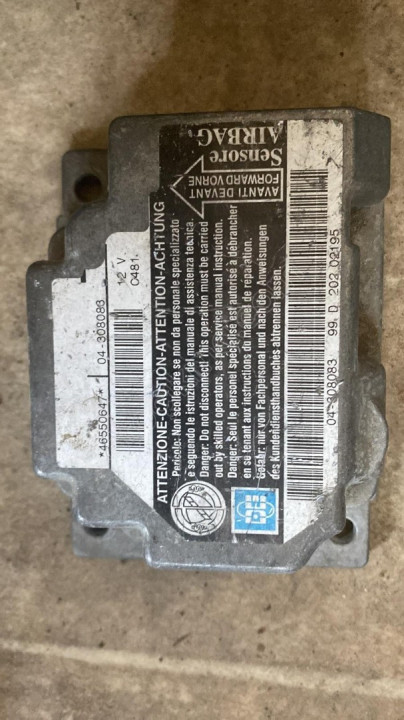 *46550647*
04-308083
12 V
0481.
Sensore
AIRBAG
AVANTI DEVANT
FORWARD VORNE
ATTENZIONE-CAUTION-ATTENTION-ACHTUNG
Pericolo: Non scollegare se non da personale specializzato
e seguendo le istruzioni del manuale di assistenza tecnica.
Danger: Do not disconnect! This operation must be carried
out by skilled operators, as per service manual instruction.
Danger: Seul le personel spécialisé est autorisé à débrancher
en se tenant aux instructions du manuel de réparation.
Gefahr: nur von Fachpersonal und nach den Anweisungen
des Kundendiensthandbuches abtrennen lassen.
04-308083 99. D 203 02195